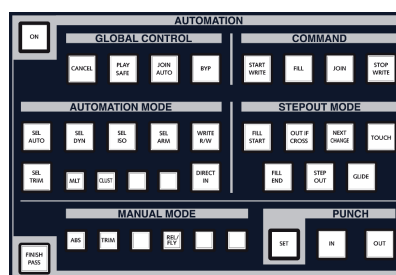 AUTOMATION
ON
GLOBAL CONTROL
COMMAND
CANCEL
PLAY
SAFE
JOIN
AUTO
BYP
START
WRITE
FILL
JOIN
STOP
WRITE
AUTOMATION MODE
STEPOUT MODE
SEL
AUTO
SEL
DYN
SEL
ISO
SEL
ARM
WRITE
R/W
FILL
START
OUT IF
CROSS
NEXT
CHANGE
TOUCH
SEL
TRIM
MLT
CLUST
DIRECT
IN
FILL
END
STEP
OUT
GLIDE
MANUAL MODE
PUNCH
ABS
TRIM
REL/
FLY
SET
IN
OUT
FINISH
PASS